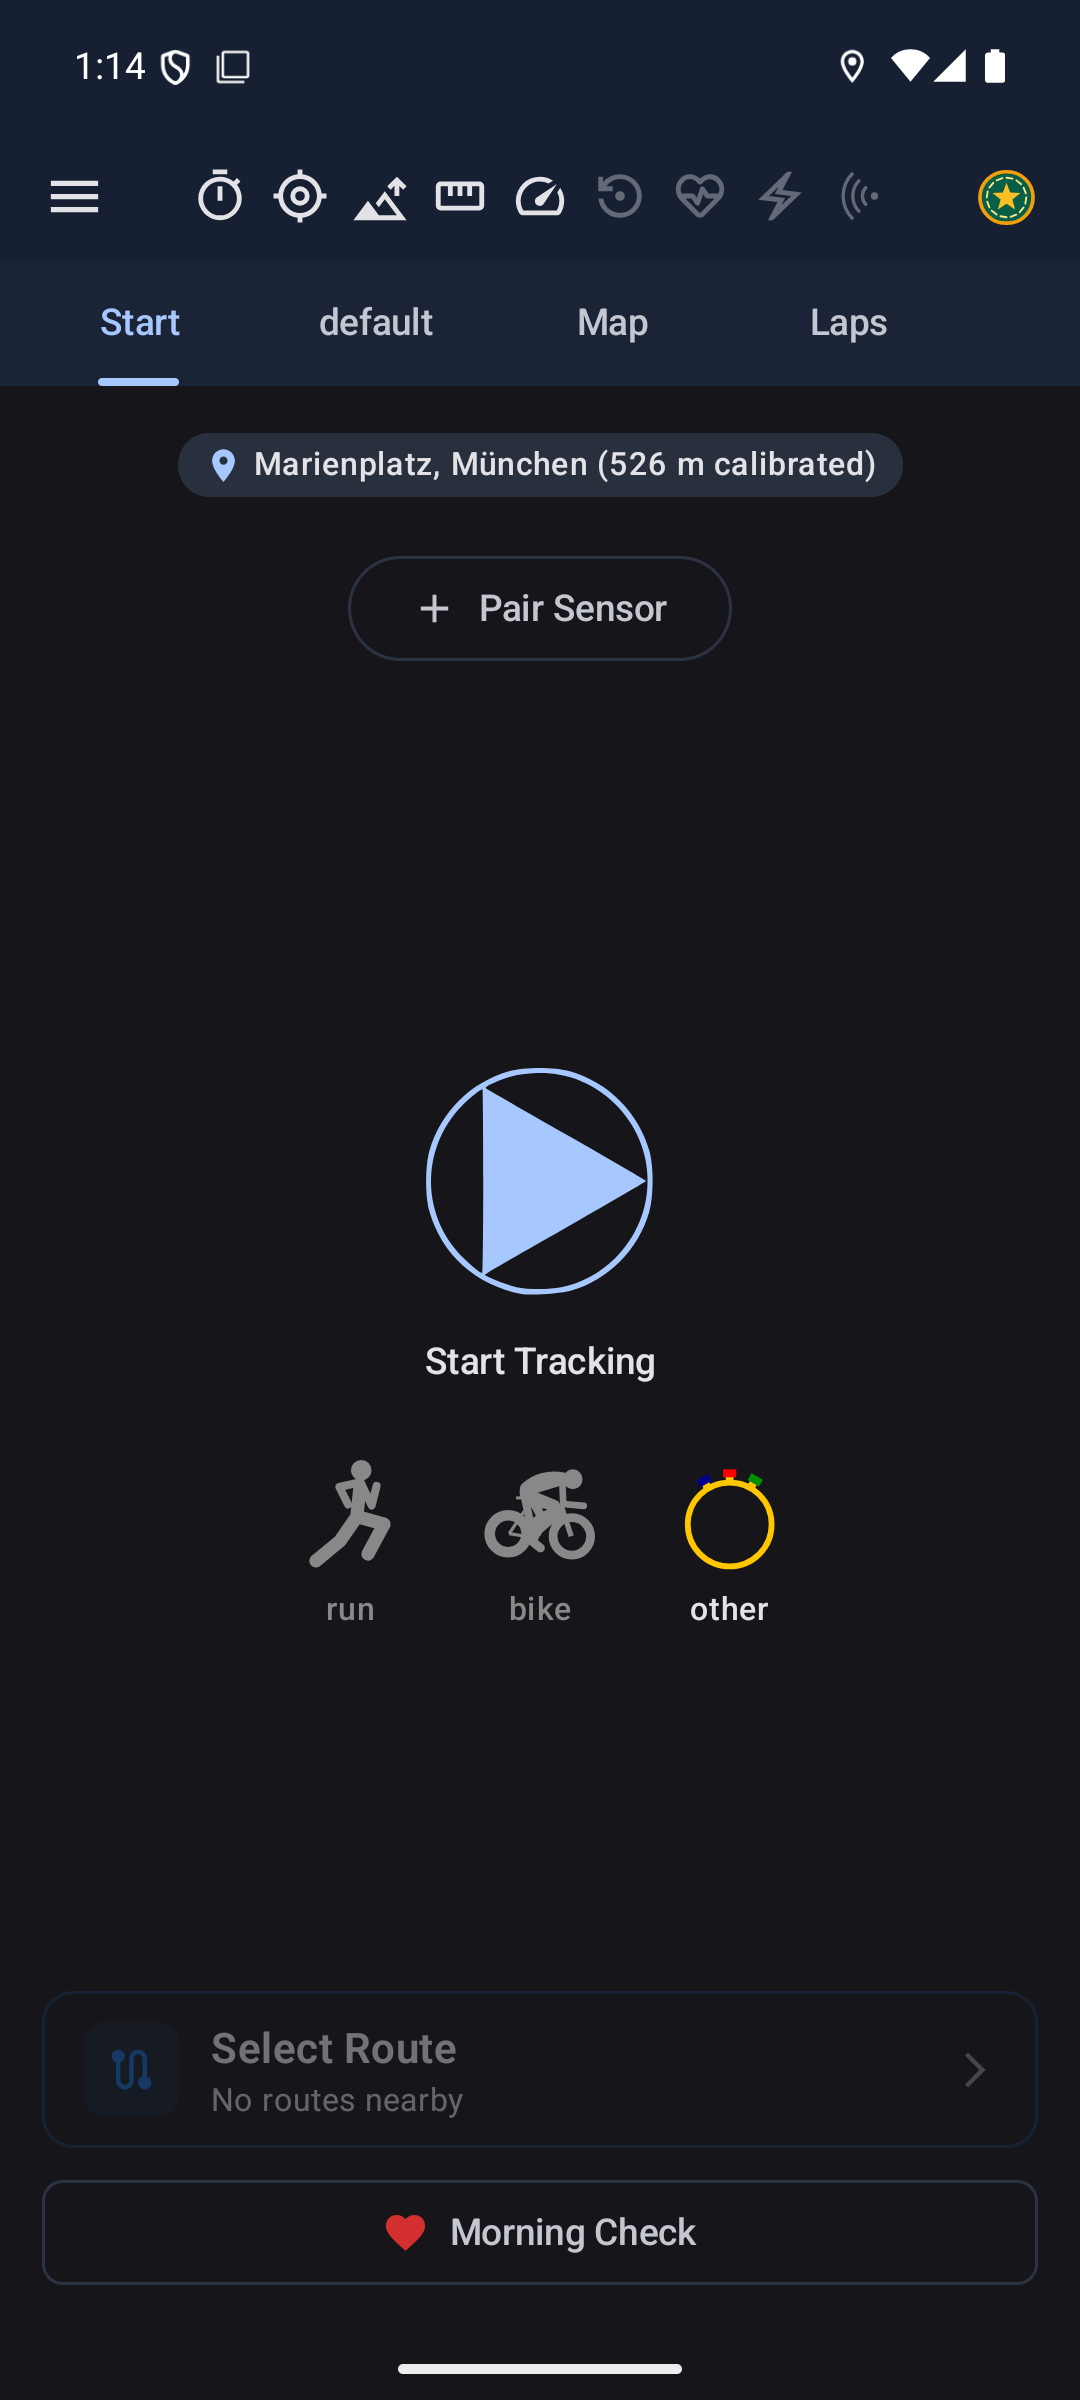 1:14
Start
default
Map
Laps
Marienplatz, München (526 m calibrated)
Pair Sensor
Start Tracking
run
bike
other
Select Route
No routes nearby
Morning Check